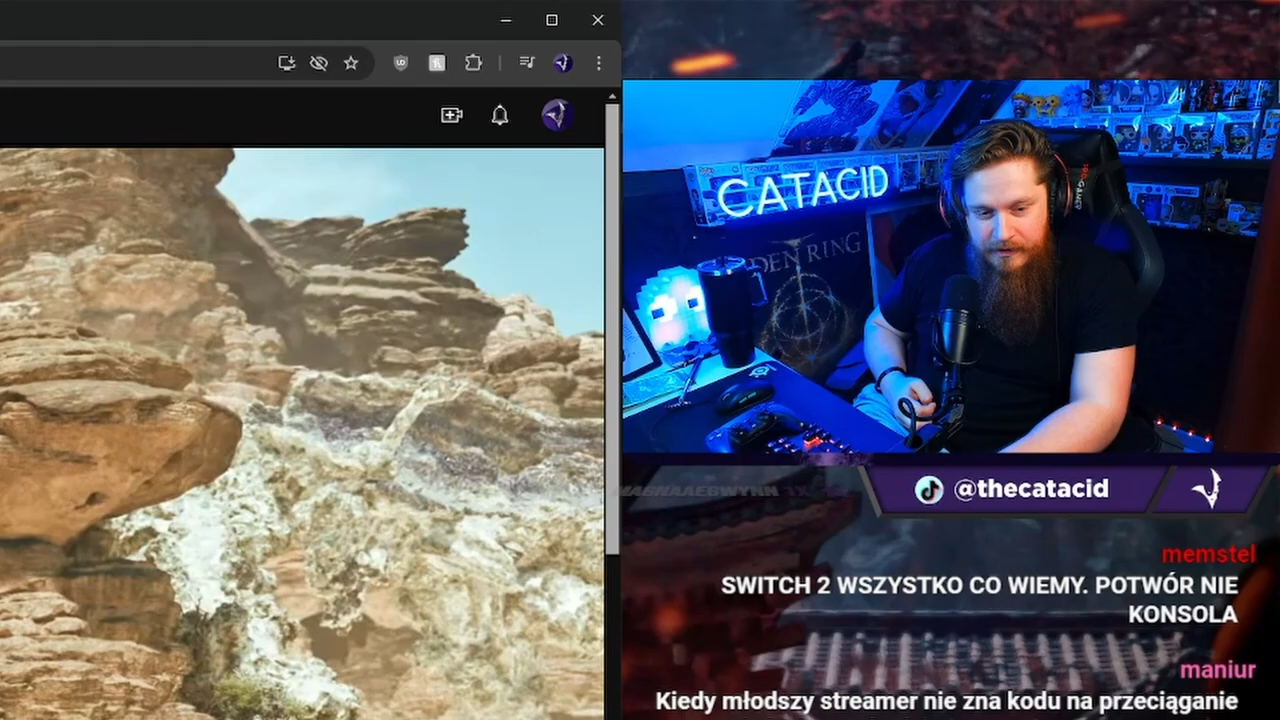 CATACID
ELDEN RING
@thecatacid
memstel
SWITCH 2 WSZYSTKO CO WIEMY. POTWÓR NIE
KONSOLA
maniur
Kiedy młodszy streamer nie zna kodu na przeciąganie